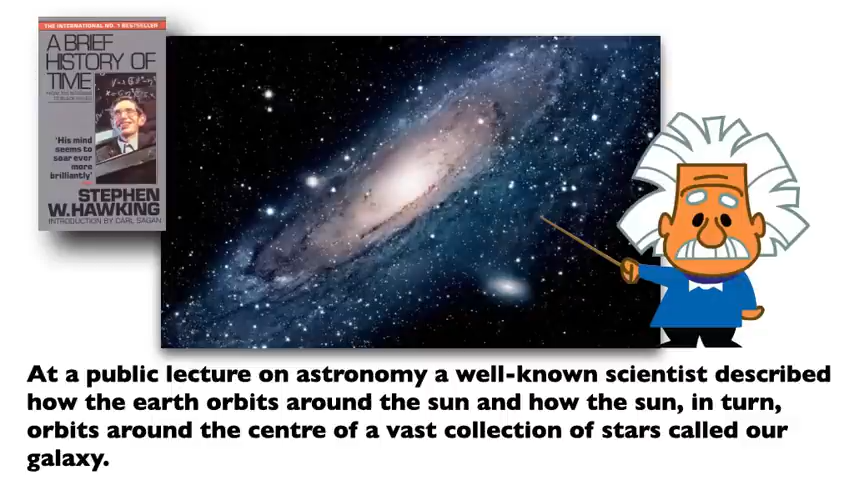 THE INTERNATIONAL NO. 1 BESTSELLER
A BRIEF
HISTORY OF
TIME
'His mind
seems to
soar ever
more
brilliantly'
STEPHEN
W. HAWKING
INTRODUCTION BY CARL SAGAN
At a public lecture on astronomy a well-known scientist described
how the earth orbits around the sun and how the sun, in turn,
orbits around the centre of a vast collection of stars called our
galaxy.